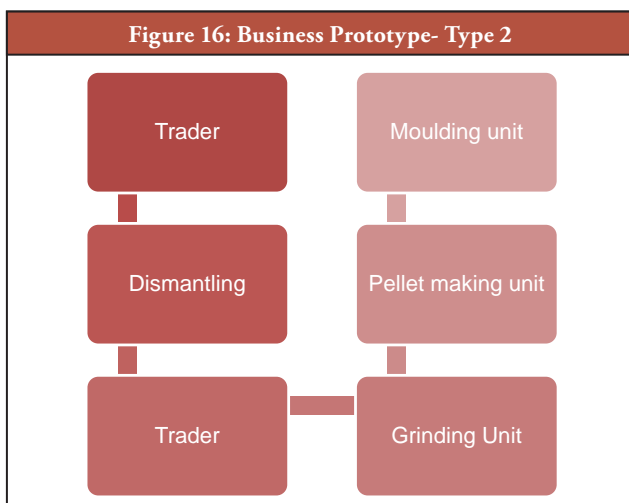 Figure 16: Business Prototype- Type 2
Trader
Dismantling
Trader
Grinding Unit
Pellet making unit
Moulding unit